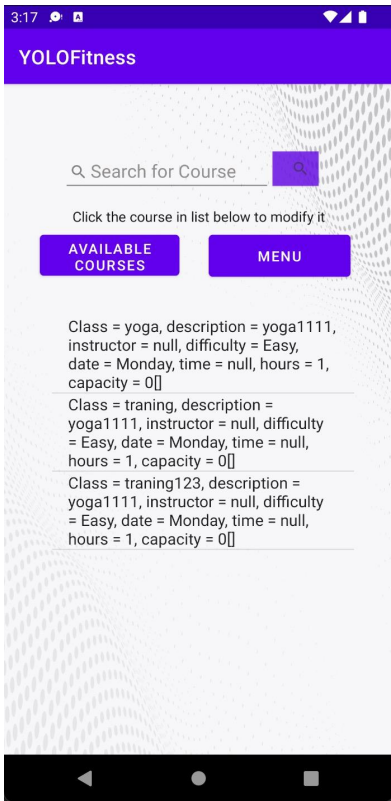 3:17
YOLOFitness
Search for Course
Click the course in list below to modify it
AVAILABLE
COURSES
MENU
Class = yoga, description = yoga1111,
instructor = null, difficulty = Easy,
date = Monday, time = null, hours = 1,
capacity = 0[]
Class = traning, description =
yoga1111, instructor = null, difficulty
= Easy, date = Monday, time = null,
hours = 1, capacity = 0[]
Class = traning123, description =
yoga1111, instructor = null, difficulty
= Easy, date = Monday, time = null,
hours = 1, capacity = 0[]